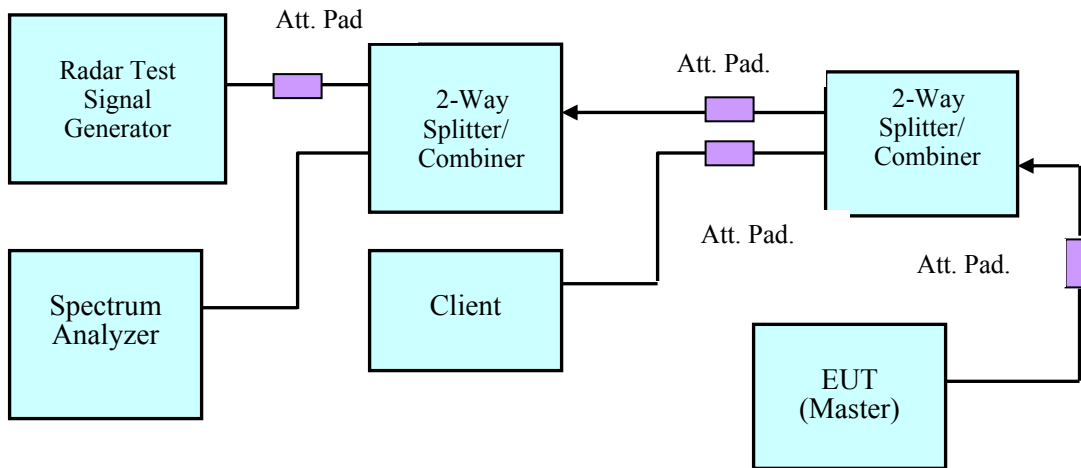 Att. Pad
Radar Test
Signal
Generator
2-Way
Splitter/
Combiner
Att. Pad.
2-Way
Splitter/
Combiner
Att. Pad.
Att. Pad.
Spectrum
Analyzer
Client
EUT
(Master)